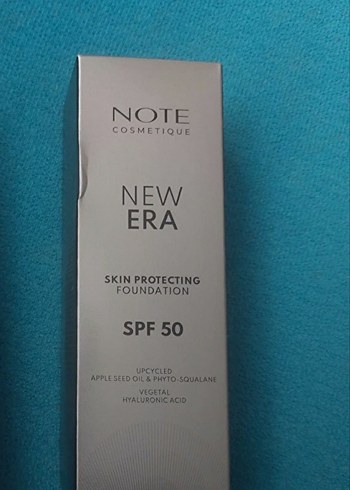 NOTE
COSMETIQUE
NEW
ERA
SKIN PROTECTING
FOUNDATION
SPF 50
UPCYCLED
APPLE SEED OIL & PHYTO-SQUALANE
VEGETAL
HYALURONIC ACID